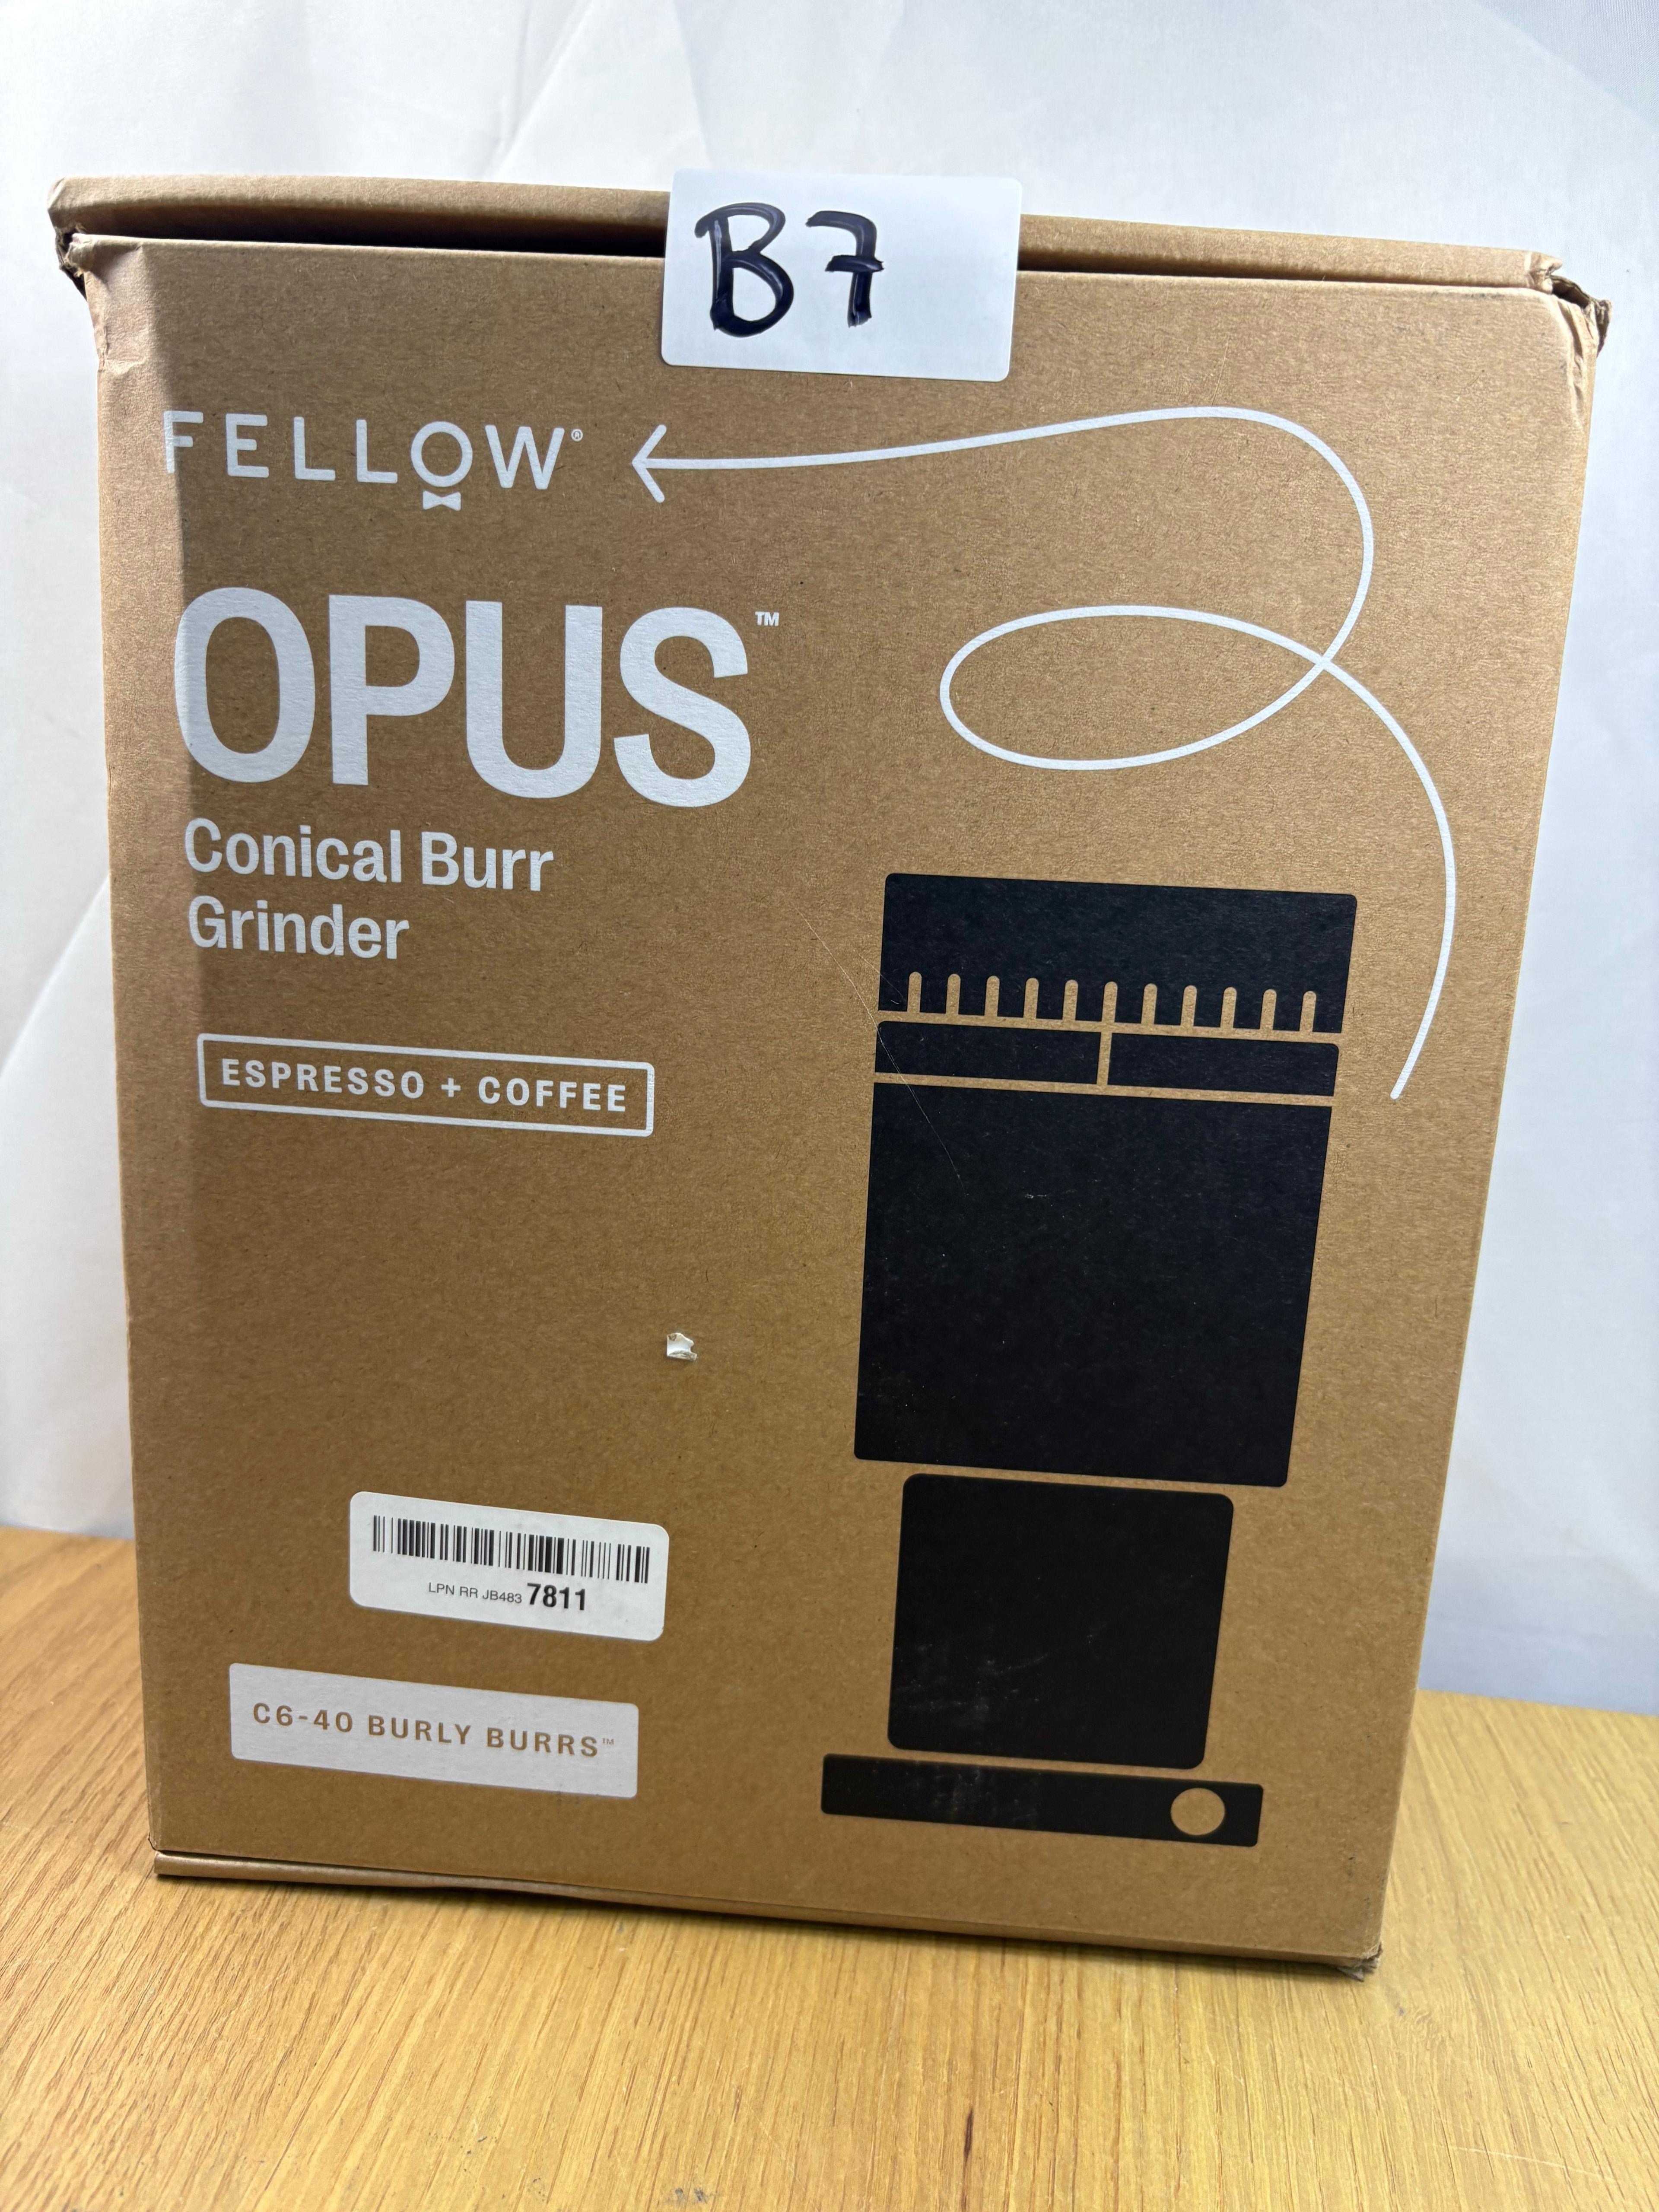 B7
FELLOW®
OPUS™
Conical Burr
Grinder
ESPRESSO + COFFEE
LPN RR JB483 7811
C6-40 BURLY BURRS™